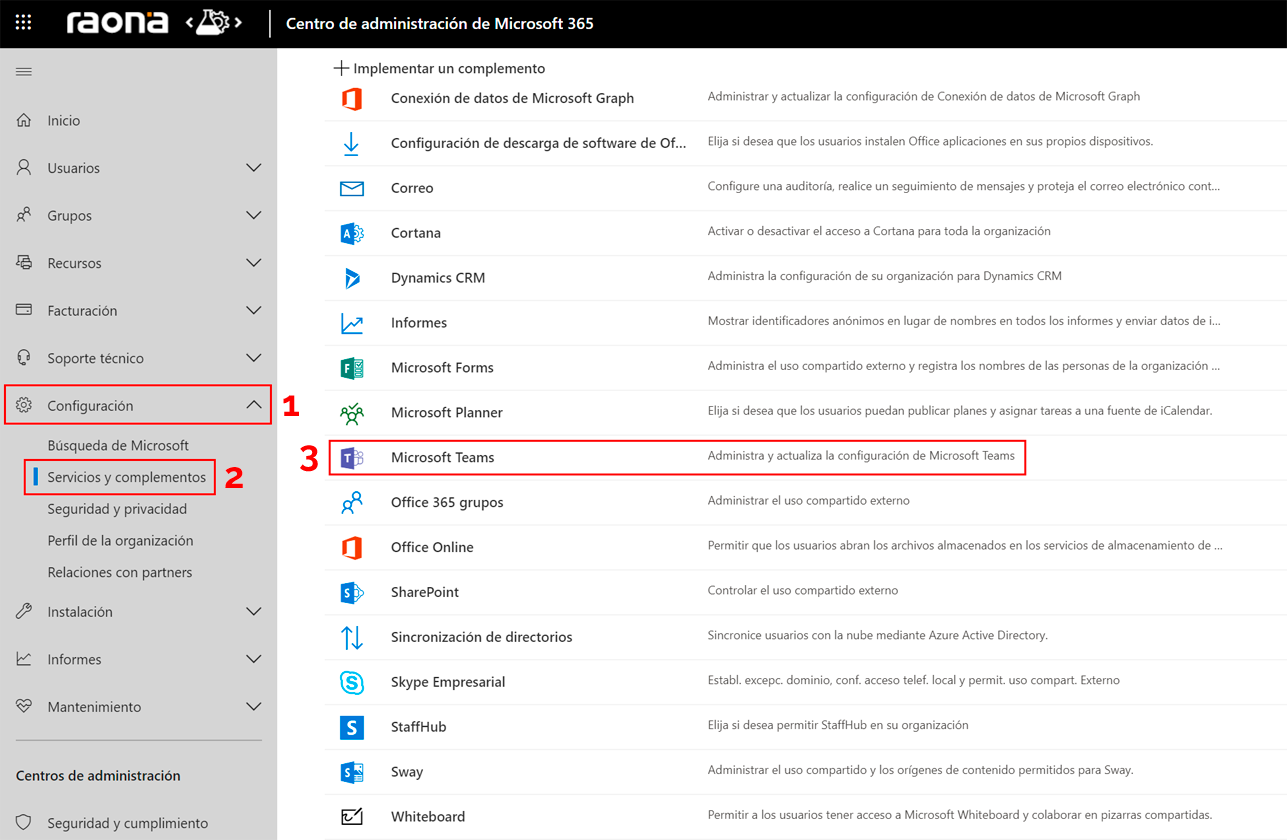 raona
Centro de administración de Microsoft 365
Inicio
Usuarios
Grupos
Recursos
Facturación
Soporte técnico
Configuración
1
Búsqueda de Microsoft
Servicios y complementos
2
Seguridad y privacidad
Perfil de la organización
Relaciones con partners
Instalación
Informes
Mantenimiento
Centros de administración
Seguridad y cumplimiento
Implementar un complemento
Conexión de datos de Microsoft Graph Administrar y actualizar la configuración de Conexión de datos de Microsoft Graph
Configuración de descarga de software de Of... Elija si desea que los usuarios instalen Office aplicaciones en sus propios dispositivos.
Correo Configure una auditoría, realice un seguimiento de mensajes y proteja el correo electrónico cont...
Cortana Activar o desactivar el acceso a Cortana para toda la organización
Dynamics CRM Administra la configuración de su organización para Dynamics CRM
Informes Mostrar identificadores anónimos en lugar de nombres en todos los informes y enviar datos de i...
Microsoft Forms Administra el uso compartido externo y registra los nombres de las personas de la organización ...
Microsoft Planner Elija si desea que los usuarios puedan publicar planes y asignar tareas a una fuente de iCalendar.
3 Microsoft Teams Administra y actualiza la configuración de Microsoft Teams
Office 365 grupos Administrar el uso compartido externo
Office Online Permitir que los usuarios abran los archivos almacenados en los servicios de almacenamiento de ...
SharePoint Controlar el uso compartido externo
Sincronización de directorios Sincronice usuarios con la nube mediante Azure Active Directory.
Skype Empresarial Establ. excepc. dominio, conf. acceso telef. local y permit. uso compart. Externo
StaffHub Elija si desea permitir StaffHub en su organización
Sway Administrar el uso compartido y los orígenes de contenido permitidos para Sway.
Whiteboard Permitir a los usuarios tener acceso a Microsoft Whiteboard y colaborar en pizarras compartidas.